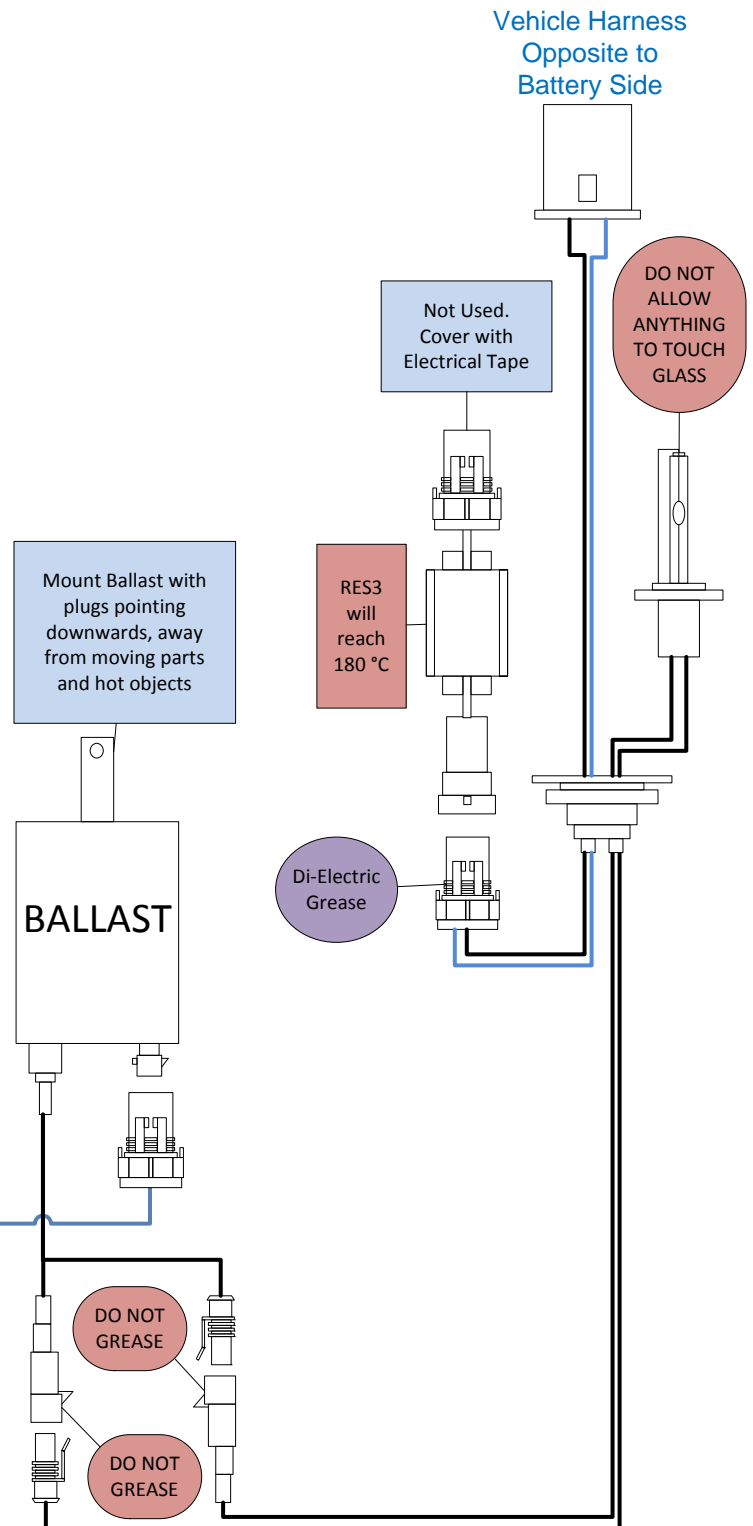 Vehicle Harness
Opposite to
Battery Side
DO NOT
ALLOW
ANYTHING
TO TOUCH
GLASS
Not Used.
Cover with
Electrical Tape
Mount Ballast with
plugs pointing
downwards, away
from moving parts
and hot objects
RES3
will
reach
180 °C
Di-Electric
Grease
BALLAST
DO NOT
GREASE
DO NOT
GREASE